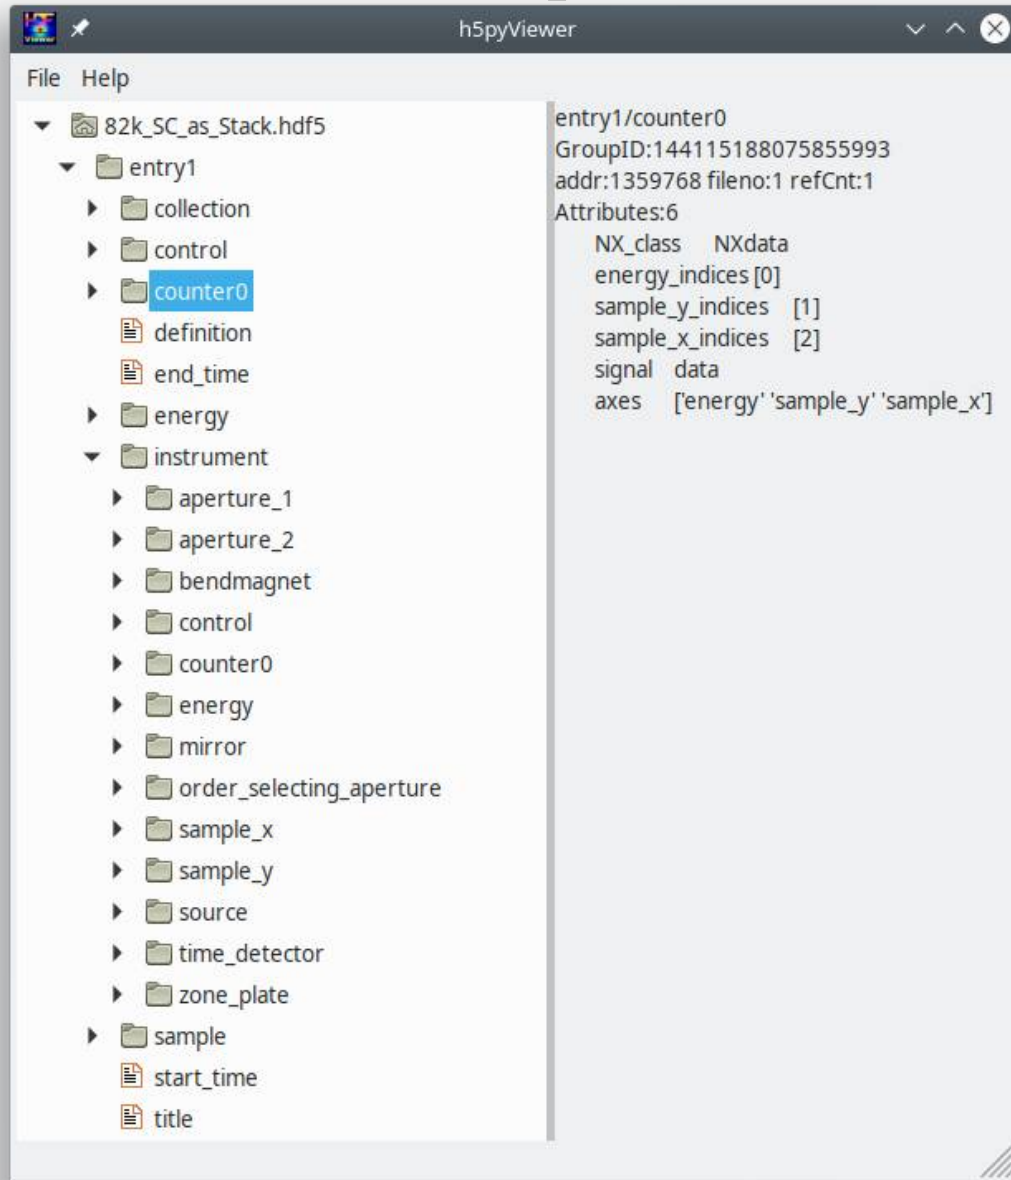 h5pyViewer
File Help
82k_SC_as_Stack.hdf5
entry1
collection
control
counter0
definition
end_time
energy
instrument
aperture_1
aperture_2
bendmagnet
control
counter0
energy
mirror
order_selecting_aperture
sample_x
sample_y
source
time_detector
zone_plate
sample
start_time
title
entry1/counter0
GroupID:144115188075855993
addr:1359768 fileno:1 refCnt:1
Attributes:6
NX_class NXdata
energy_indices [0]
sample_y_indices [1]
sample_x_indices [2]
signal data
axes ['energy' 'sample_y' 'sample_x']